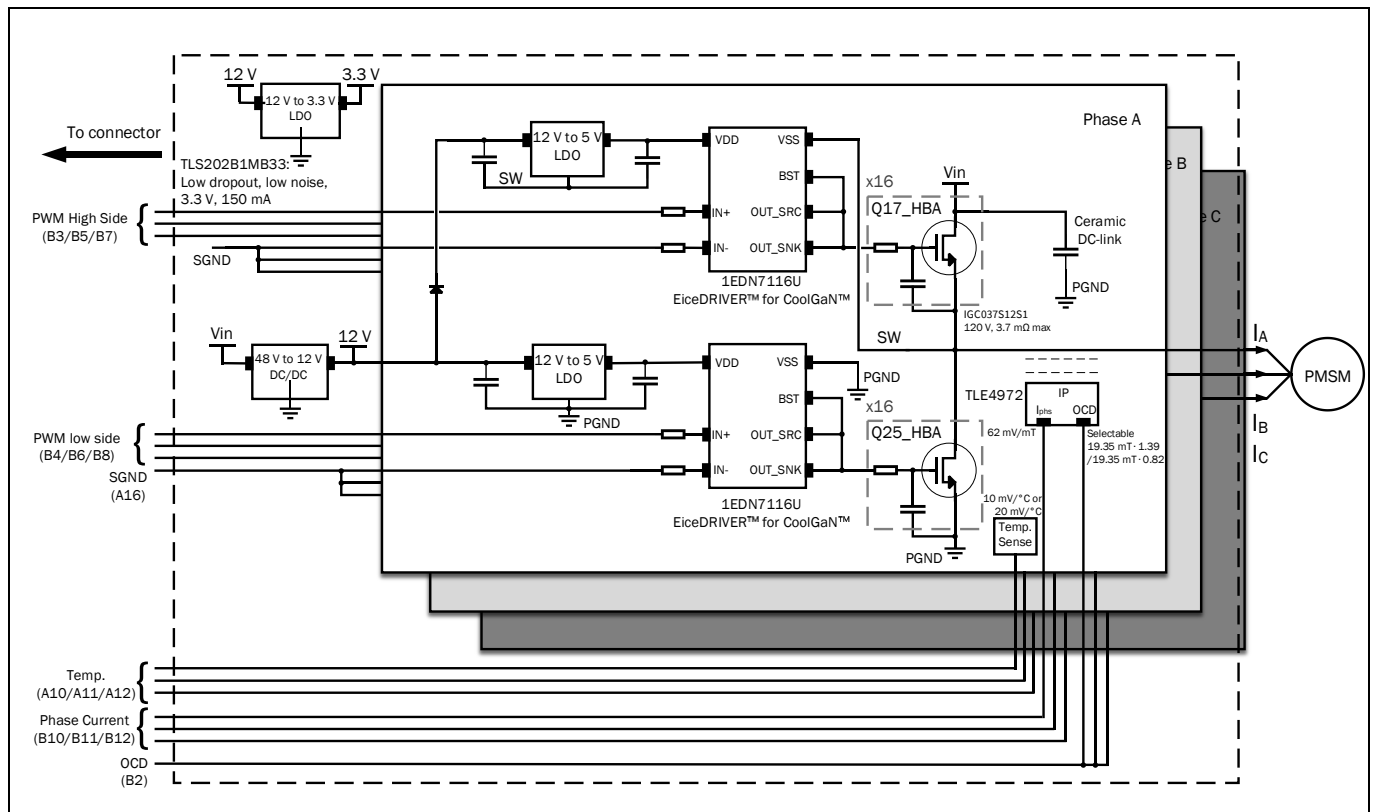 12 V
3.3 V
12 V to 3.3 V
LDO
To connector
TLS202B1MB33:
Low dropout, low noise,
3.3 V, 150 mA
PWM High Side
(B3/B5/B7)
SGND
Vin
12 V
48 V to 12 V
DC/DC
PWM low side
(B4/B6/B8)
SGND
(A16)
Phase A
e B
e C
12 V to 5 V
LDO
SW
VDD
VSS
BST
IN+
OUT_SRC
IN-
OUT_SNK
1EDN7116U
EiceDRIVER™ for CoolGaN™
x16
Q17_HBA
Vin
Ceramic
DC-link
PGND
IGC037S12S1
120 V, 3.7 mΩ max
SW
12 V to 5 V
LDO
PGND
VDD
VSS
PGND
BST
IN+
OUT_SRC
IN-
OUT_SNK
1EDN7116U
EiceDRIVER™ for CoolGaN™
x16
Q25_HBA
PGND
TLE4972
IP
Iphs
OCD
62 mV/mT
Selectable
19.35 mT· 1.39
/19.35 mT· 0.82
10 mV/°C or
20 mV/°C
Temp.
Sense
IA
IB
IC
PMSM
Temp.
(A10/A11/A12)
Phase Current
(B10/B11/B12)
OCD
(B2)